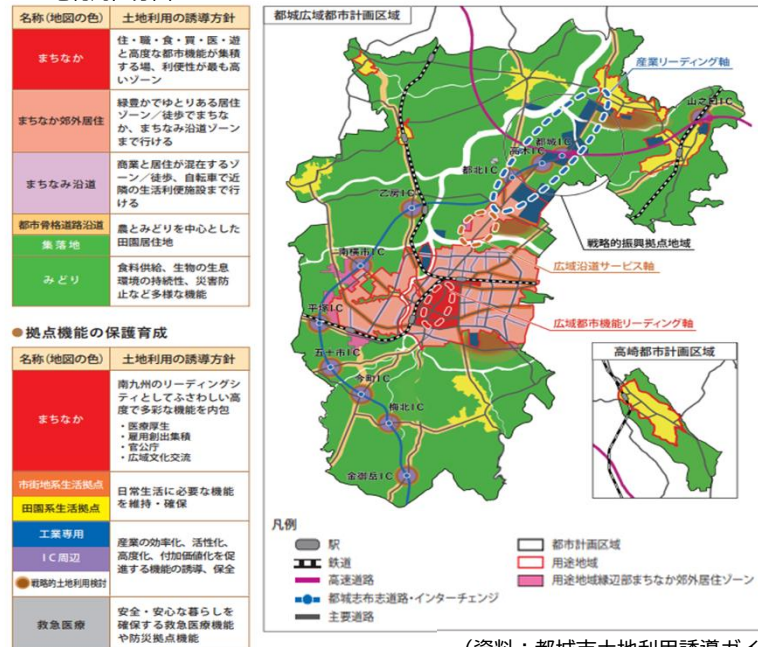 名称(地図の色)
土地利用の誘導方針
まちなか
住・職・食・買・医・遊
と高度な都市機能が集積
する場、利便性が最も高
いゾーン
まちなか郊外居住
緑豊かでゆとりある居住
ゾーン／徒歩でまちな
か、まちなみ沿道ゾーン
まで行ける
まちなみ沿道
商業と居住が混在するゾ
ーン／徒歩、自転車で近
隣の生活利便施設まで行
ける
都市骨格道路沿道
集落地
農とみどりを中心とした
田園居住地
みどり
食料供給、生物の生息
環境の持続性、災害防
止など多様な機能
●拠点機能の保護育成
名称(地図の色)
土地利用の誘導方針
まちなか
南九州のリーディングシ
ティとしてふさわしい高
度で多彩な機能を内包
・医療厚生
・雇用創出集積
・官公庁
・広域文化交流
市街地系生活拠点
田園系生活拠点
日常生活に必要な機能
を維持・確保
工業専用
IC周辺
戦略的土地利用検討
産業の効率化、活性化、
高度化、付加価値化を促
進する機能の誘導、保全
救急医療
安全・安心な暮らしを
確保する救急医療機能
や防災拠点機能
都城広域都市計画区域
産業リーディング軸
山之口IC
都城IC
高木IC
都北IC
乙房IC
戦略的振興拠点地域
南横市IC
広域沿道サービス軸
平塚IC
広域都市機能リーディング軸
五十市IC
今町IC
梅北IC
金御岳IC
高崎都市計画区域
凡例
駅
鉄道
高速道路
都城志布志道路・インターチェンジ
主要道路
都市計画区域
用途地域
用途地域縁辺部まちなか郊外居住ゾーン
(資料：都城市土地利用誘導ガイ